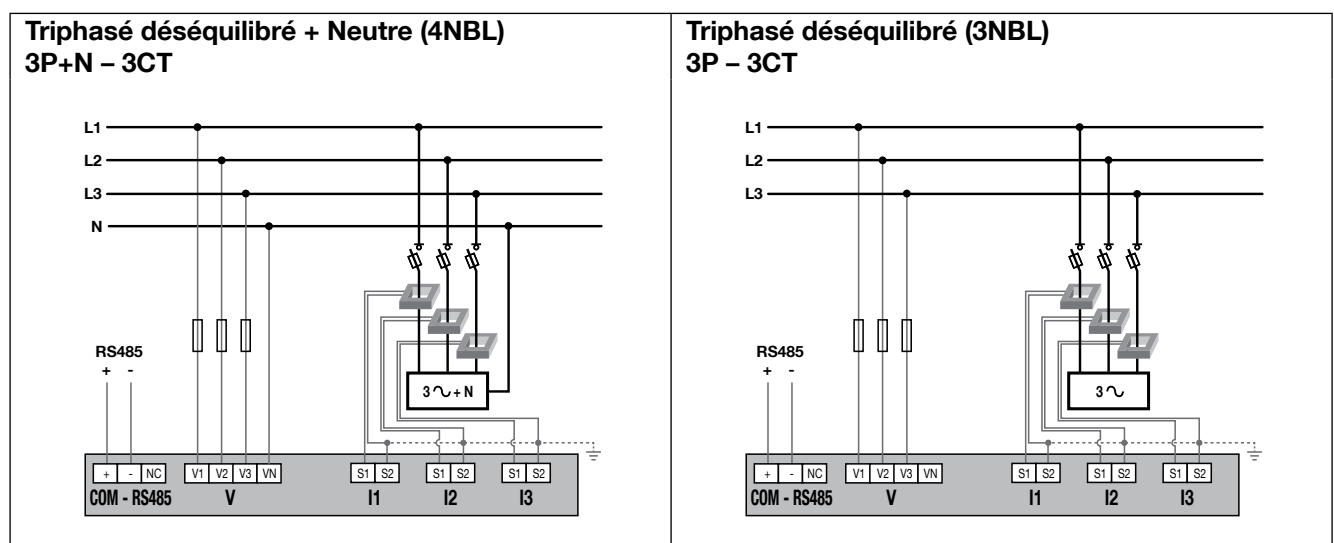 Triphasé déséquilibré + Neutre (4NBL)
3P+N – 3CT
L1
L2
L3
N
RS485
+ -
3 ∿ + N
+ - NC V1 V2 V3 VN S1 S2 S1 S2 S1 S2
COM - RS485 V I1 I2 I3
Triphasé déséquilibré (3NBL)
3P – 3CT
L1
L2
L3
RS485
+ -
3 ∿
+ - NC V1 V2 V3 VN S1 S2 S1 S2 S1 S2
COM - RS485 V I1 I2 I3